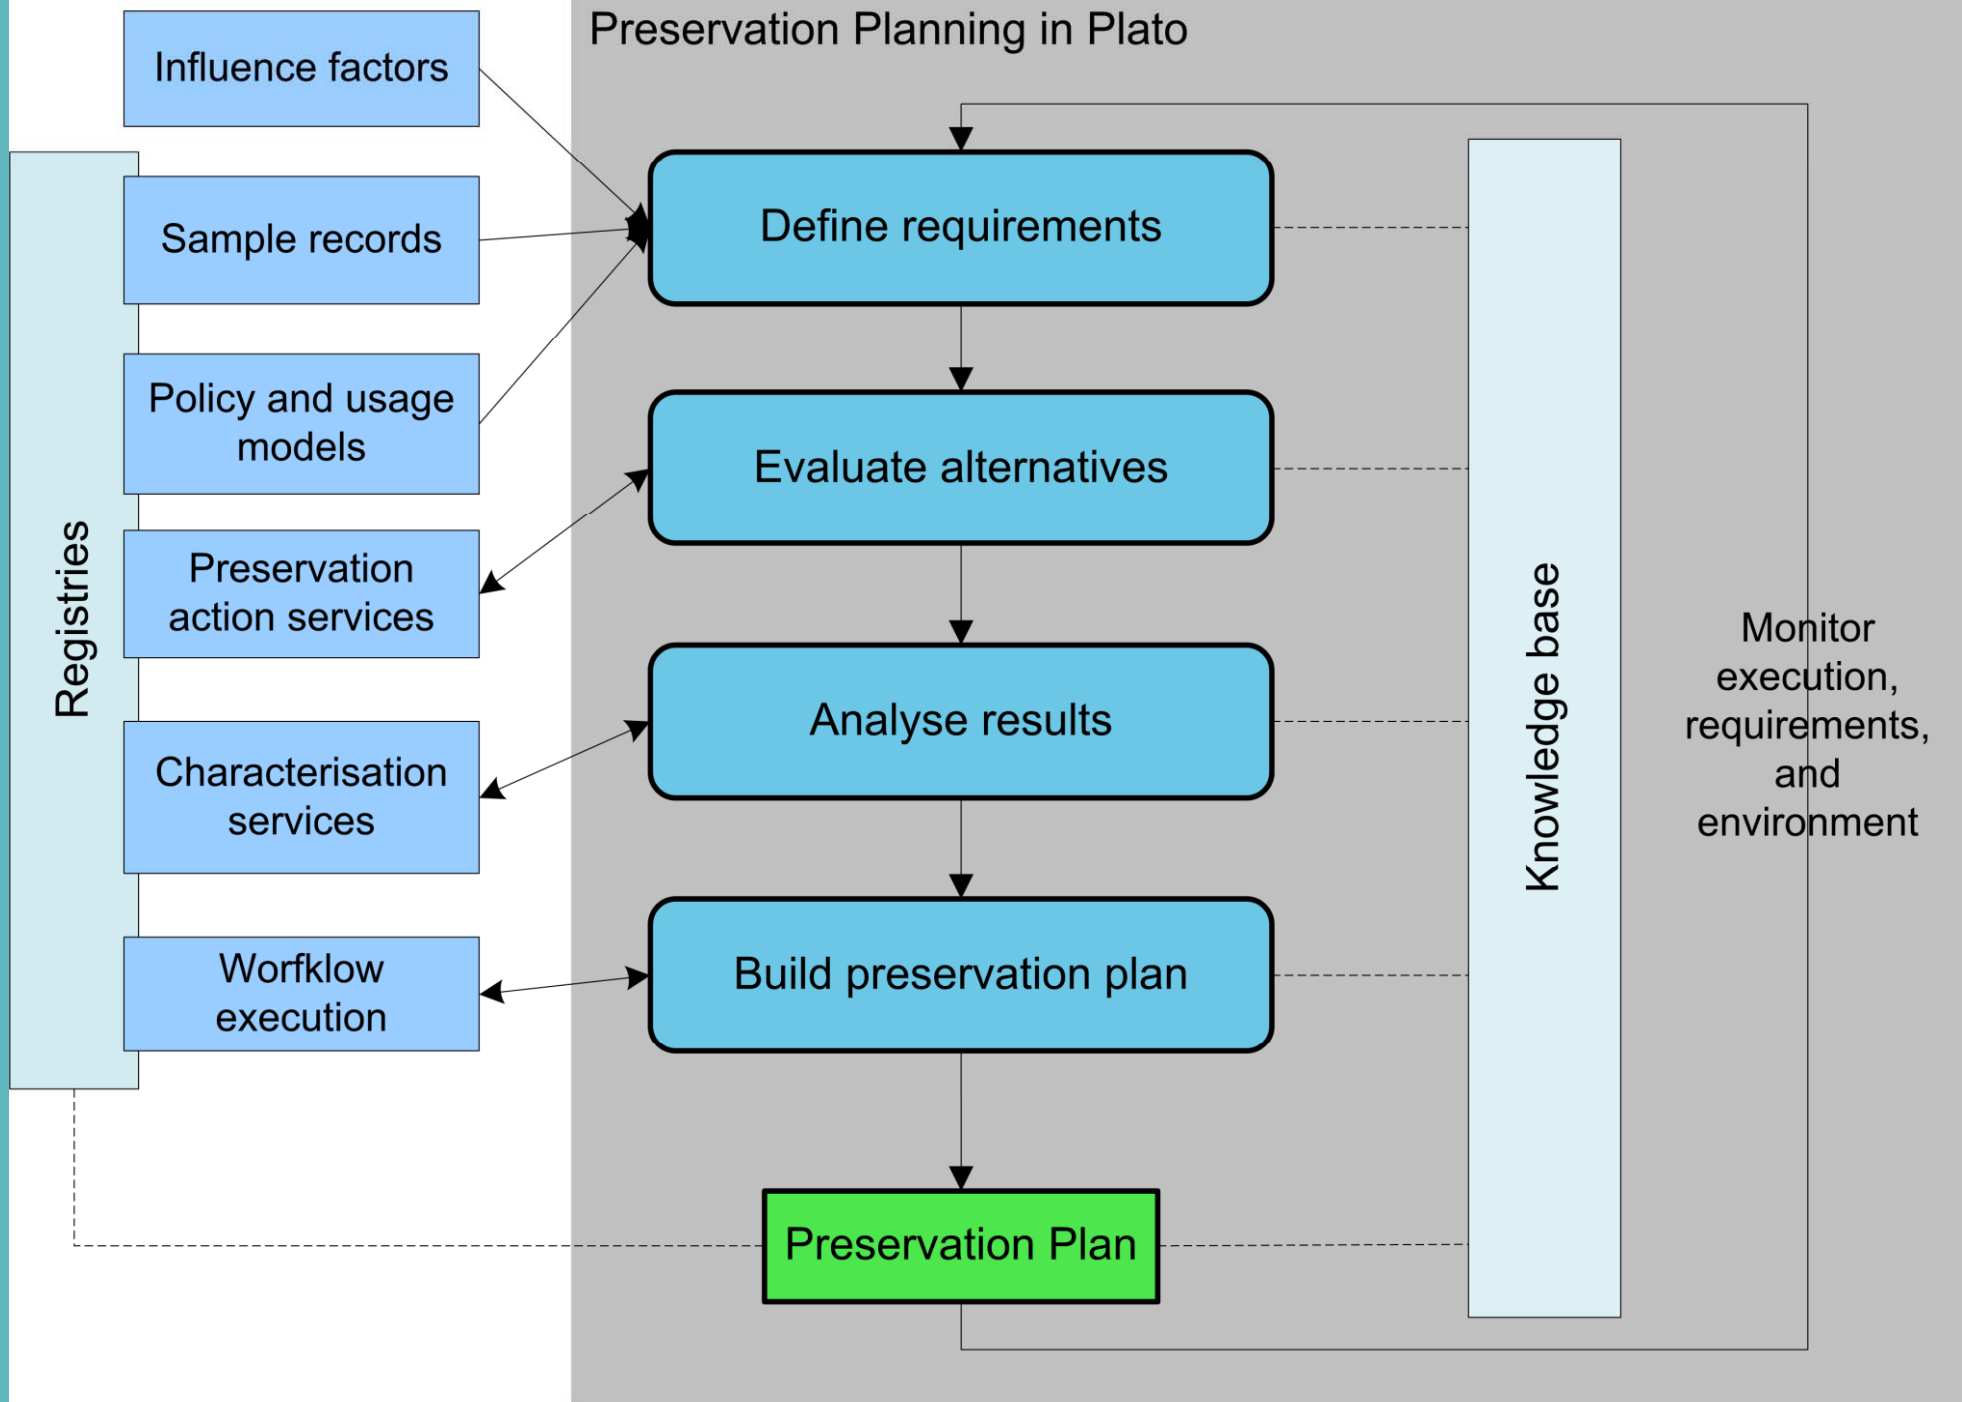 Preservation Planning in Plato
Influence factors
Sample records
Policy and usage
models
Preservation
action services
Characterisation
services
Worfklow
execution
Registries
Define requirements
Evaluate alternatives
Analyse results
Build preservation plan
Preservation Plan
Knowledge base
Monitor
execution,
requirements,
and
environment